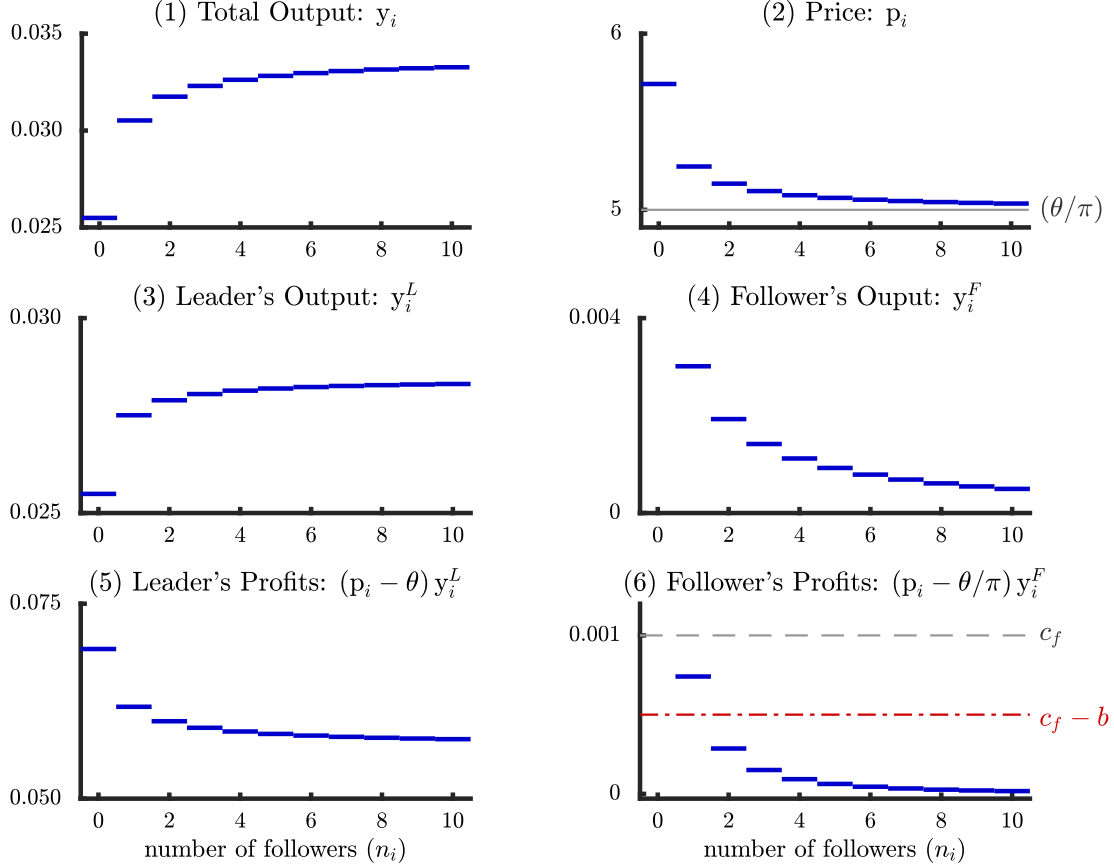 (1) Total Output: y_i
0.035
0.030
0.025
0 2 4 6 8 10
(2) Price: p_i
6
5
(θ/π)
0 2 4 6 8 10
(3) Leader's Output: y_i^L
0.030
0.025
0 2 4 6 8 10
(4) Follower's Ouput: y_i^F
0.004
0
0 2 4 6 8 10
(5) Leader's Profits: (p_i − θ) y_i^L
0.075
0.050
0 2 4 6 8 10
number of followers (n_i)
(6) Follower's Profits: (p_i − θ/π) y_i^F
0.001
c_f
c_f − b
0
0 2 4 6 8 10
number of followers (n_i)